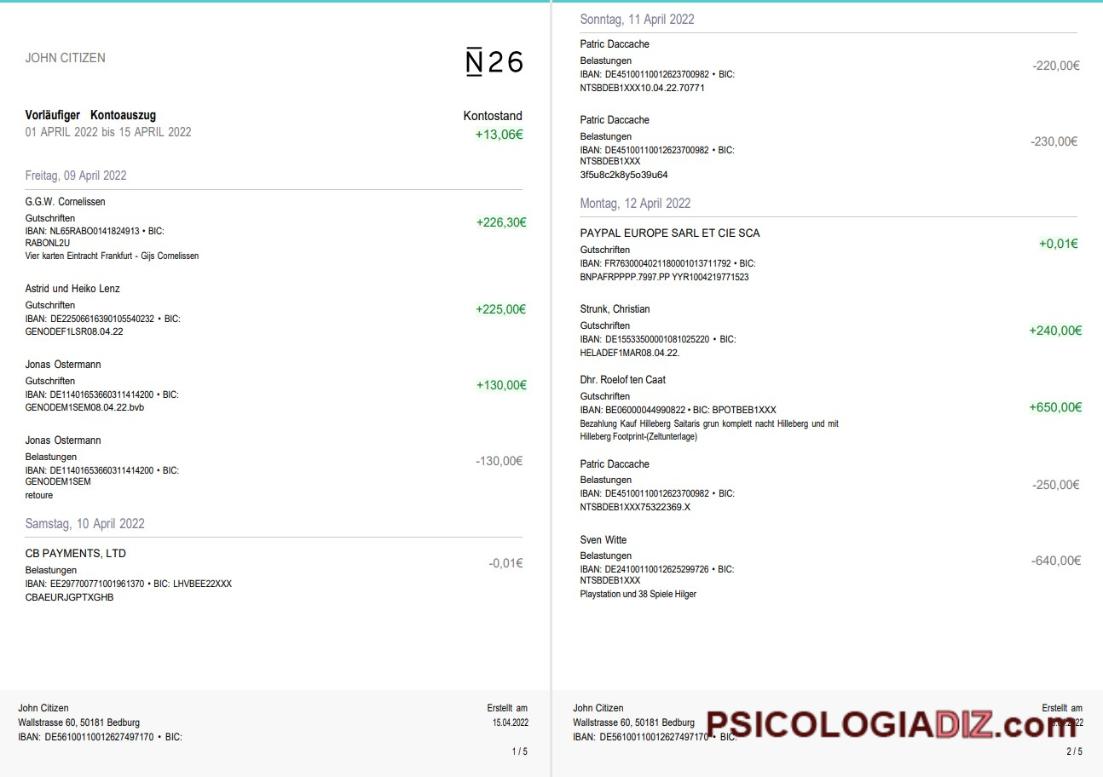 JOHN CITIZEN
N26
Vorläufiger Kontoauszug
Kontostand
01 APRIL 2022 bis 15 APRIL 2022
+13,06€
Freitag, 09 April 2022
G.G.W. Cornelissen
Gutschriften
+226,30€
IBAN: NL65RABO0141824913 • BIC:
RABONL2U
Vier karten Eintracht Frankfurt - Gijs Cornelissen
Astrid und Heiko Lenz
Gutschriften
+225,00€
IBAN: DE22506616390105540232 • BIC:
GENODEF1LSR08.04.22
Jonas Ostermann
Gutschriften
+130,00€
IBAN: DE11401653660311414200 • BIC:
GENODEM1SEM08.04.22.bvb
Jonas Ostermann
Belastungen
-130,00€
IBAN: DE11401653660311414200 • BIC:
GENODEM1SEM
retoure
Samstag, 10 April 2022
CB PAYMENTS, LTD
-0,01€
Belastungen
IBAN: EE297700771001961370 • BIC: LHVBEE22XXX
CBAEURJGPTXGHB
John Citizen
Erstellt am
Wallstrasse 60, 50181 Bedburg
15.04.2022
IBAN: DE56100110012627497170 • BIC:
1 / 5
Sonntag, 11 April 2022
Patric Daccache
Belastungen
-220,00€
IBAN: DE45100110012623700982 • BIC:
NTSBDEB1XXX10.04.22.70771
Patric Daccache
Belastungen
-230,00€
IBAN: DE45100110012623700982 • BIC:
NTSBDEB1XXX
3f5u8c2k8y5o39u64
Montag, 12 April 2022
PAYPAL EUROPE SARL ET CIE SCA
+0,01€
Gutschriften
IBAN: FR7630004021180001013711792 • BIC:
BNPAFRPPPP.7997.PP YYR1004219771523
Strunk, Christian
Gutschriften
+240,00€
IBAN: DE15533500001081025220 • BIC:
HELADEF1MAR08.04.22.
Dhr. Roelof ten Caat
Gutschriften
+650,00€
IBAN: BE06000044990822 • BIC: BPOTBEB1XXX
Bezahlung Kauf Hilleberg Saitaris grun komplett nacht Hilleberg und mit
Hilleberg Footprint-(Zeltunterlage)
Patric Daccache
Belastungen
-250,00€
IBAN: DE45100110012623700982 • BIC:
NTSBDEB1XXX75322369.X
Sven Witte
Belastungen
-640,00€
IBAN: DE24100110012625299726 • BIC:
NTSBDEB1XXX
Playstation und 38 Spiele Hilger
John Citizen
Erstellt am
Wallstrasse 60, 50181 Bedburg
PSICOLOGIADIZ.com
IBAN: DE56100110012627497170 • BIC:
2 / 5